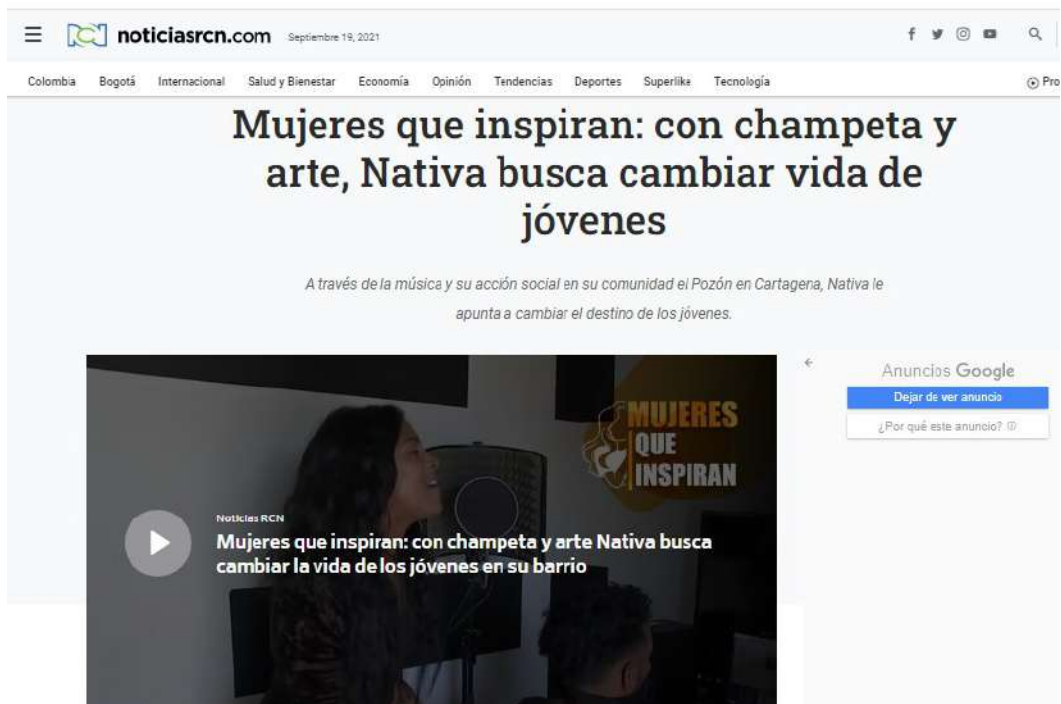 noticiasrcn.com Septiembre 19, 2021
Colombia Bogotá Internacional Salud y Bienestar Economía Opinión Tendencias Deportes Superlike Tecnología Pro
Mujeres que inspiran: con champeta y
arte, Nativa busca cambiar vida de
jóvenes
A través de la música y su acción social en su comunidad el Pozón en Cartagena, Nativa le
apunta a cambiar el destino de los jóvenes.
MUJERES
QUE
INSPIRAN
Noticias RCN
Mujeres que inspiran: con champeta y arte Nativa busca
cambiar la vida de los jóvenes en su barrio
Anuncios Google
Dejar de ver anuncio
¿Por qué este anuncio?